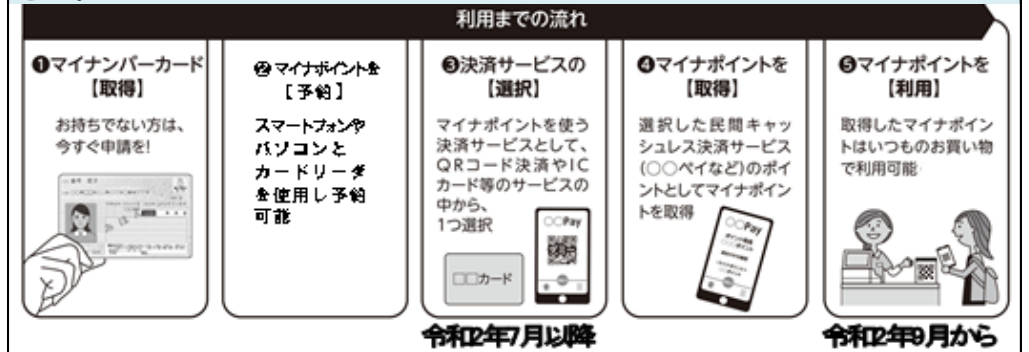 利用までの流れ
❶マイナンバーカード
【取得】
お持ちでない方は、
今すぐ申請を!
❷マイナポイントを
[予約]
スマートフォンや
パソコンと
カードリーダ
を使用し予約
可能
❸決済サービスの
【選択】
マイナポイントを使う
決済サービスとして、
QRコード決済やIC
カード等のサービスの
中から、
1つ選択
□□カード
○○Pay
令和2年7月以降
❹マイナポイントを
【取得】
選択した民間キャッ
シュレス決済サービス
(○○ペイなど)のポイ
ントとしてマイナポイン
トを取得
○○Pay
❺マイナポイントを
【利用】
取得したマイナポイン
トはいつものお買い物
で利用可能
令和2年9月から